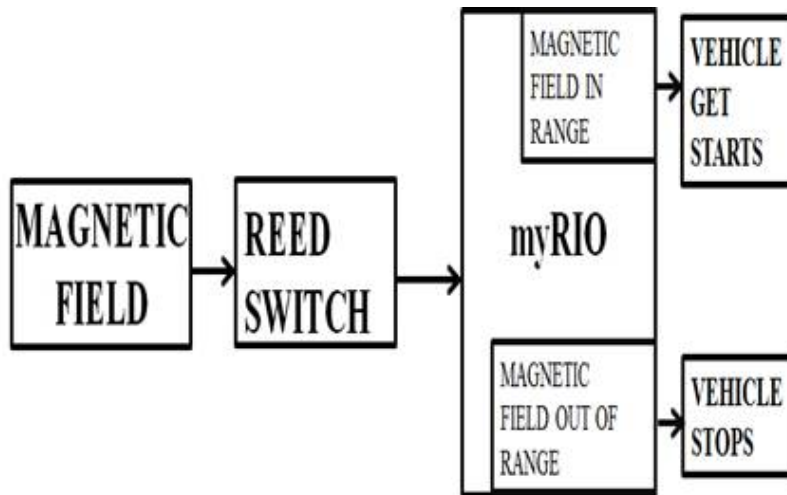 MAGNETIC
FIELD
REED
SWITCH
myRIO
MAGNETIC
FIELD IN
RANGE
MAGNETIC
FIELD OUT OF
RANGE
VEHICLE
GET
STARTS
VEHICLE
STOPS